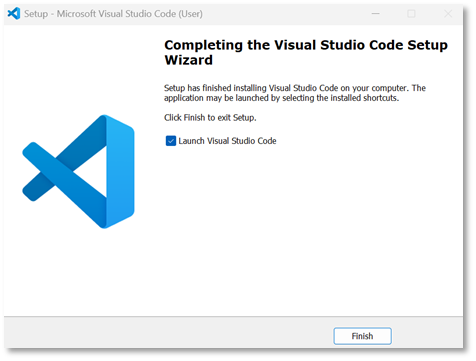 Setup - Microsoft Visual Studio Code (User)
Completing the Visual Studio Code Setup
Wizard
Setup has finished installing Visual Studio Code on your computer. The
application may be launched by selecting the installed shortcuts.
Click Finish to exit Setup.
Launch Visual Studio Code
Finish